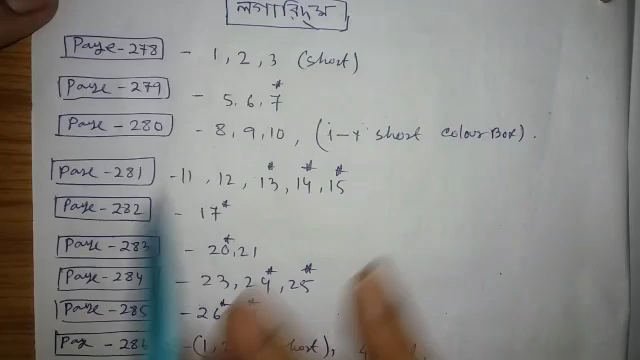 লগারিদম
Page-278 - 1, 2, 3 (short)
Page-279 - 5, 6, 7*
Page-280 - 8, 9, 10, (i-v short colour Box).
Page-281 - 11, 12, 13*, 14*, 15*
Page-282 - 17*
Page-283 - 20*, 21
Page-284 - 23, 24*, 25*
Page-285 - 26*
Page-286 - (1,